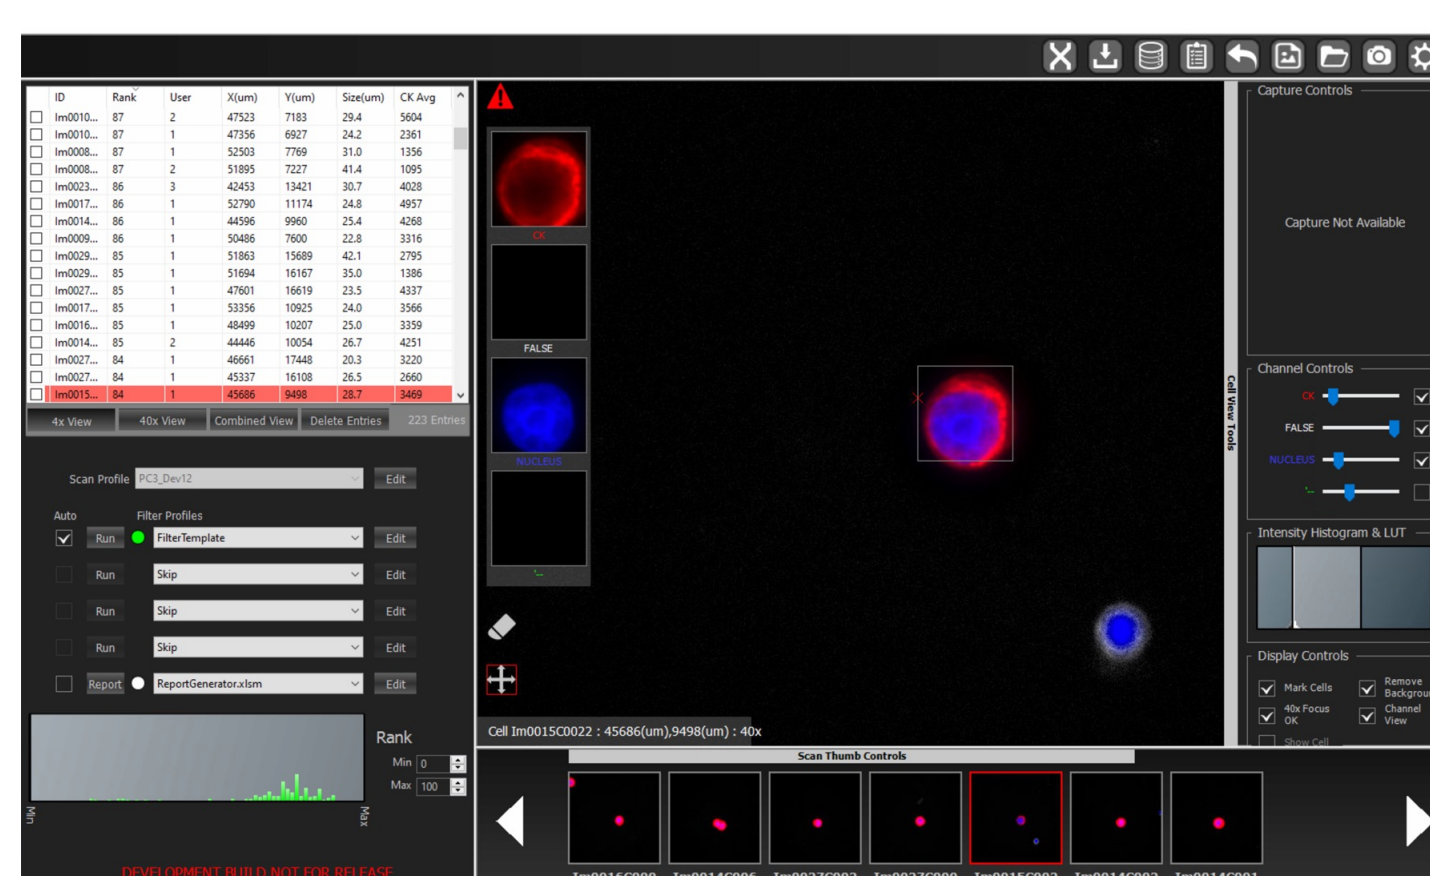 ID Rank User X(um) Y(um) Size(um) CK Avg
Im0010... 87 2 47523 7183 29.4 5604
Im0010... 87 1 47356 6927 24.2 2361
Im0008... 87 1 52503 7769 31.0 1356
Im0008... 87 2 51895 7227 41.4 1095
Im0023... 86 3 42453 13421 30.7 4028
Im0017... 86 1 52790 11174 24.8 4957
Im0014... 86 1 44596 9960 25.4 4268
Im0009... 86 1 50486 7600 22.8 3316
Im0029... 85 1 51863 15689 42.1 2795
Im0029... 85 1 51694 16167 35.0 1386
Im0027... 85 1 47601 16619 23.5 4337
Im0017... 85 1 53356 10925 24.0 3566
Im0016... 85 1 48499 10207 25.0 3359
Im0014... 85 2 44446 10054 26.7 4251
Im0027... 84 1 46661 17448 20.3 3220
Im0027... 84 1 45337 16108 26.5 2660
Im0015... 84 1 45686 9498 28.7 3469
4x View 40x View Combined View Delete Entries 223 Entries
Scan Profile PC3_Dev12 Edit
Auto Filter Profiles
Run FilterTemplate Edit
Run Skip Edit
Run Skip Edit
Run Skip Edit
Report ReportGenerator.xlsm Edit
Rank
Min 0
Max 100
Min
Max
DEVELOPMENT BUILD NOT FOR RELEASE
CK
FALSE
NUCLEUS
'--
Cell Im0015C0022 : 45686(um),9498(um) : 40x
Cell View Tools
Scan Thumb Controls
Capture Controls
Capture Not Available
Channel Controls
CK
FALSE
NUCLEUS
'--
Intensity Histogram & LUT
Display Controls
Mark Cells
Remove
Backgrou
40x Focus
OK
Channel
View
Show Cell